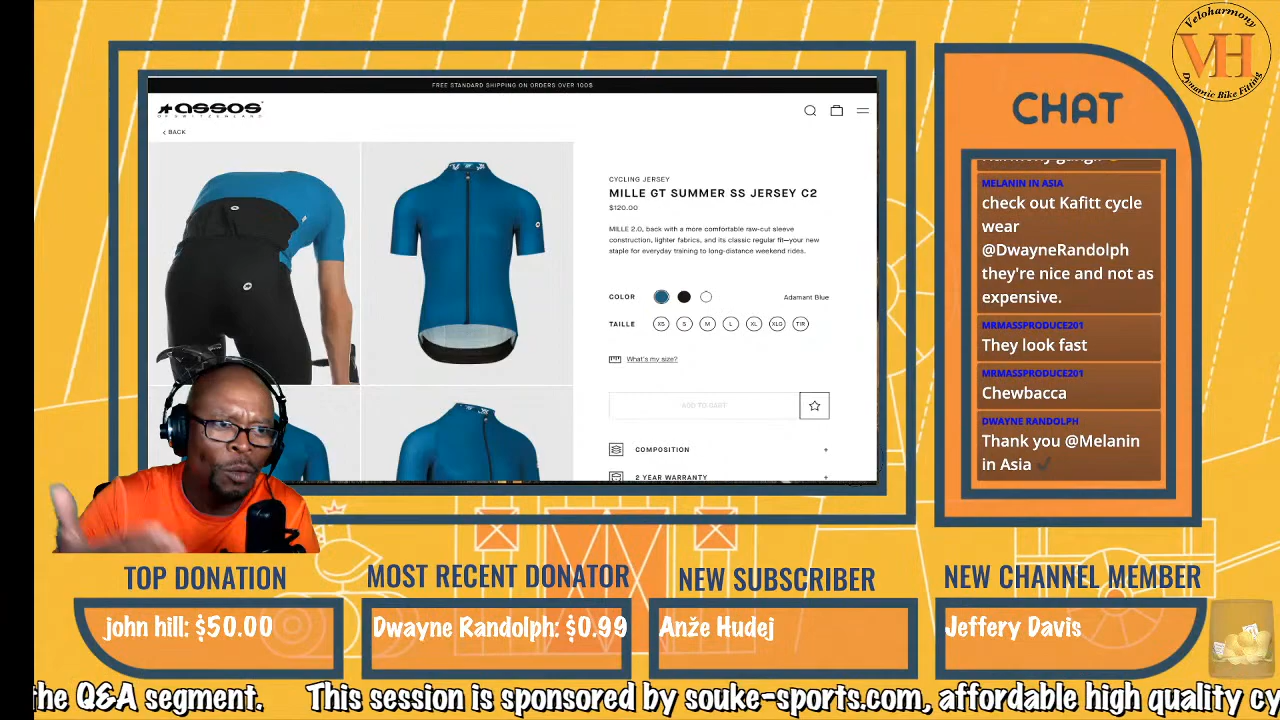 Veloharmony
VH
Dynamic Bike Fitting
FREE STANDARD SHIPPING ON ORDERS OVER 100$
assos
OF SWITZERLAND
< BACK
CYCLING JERSEY
MILLE GT SUMMER SS JERSEY C2
$120.00
MILLE 2.0, back with a more comfortable raw-cut sleeve
construction, lighter fabrics, and its classic regular fit—your new
staple for everyday training to long-distance weekend rides.
COLOR
Adamant Blue
TAILLE
XS S M L XL XLG TIR
What's my size?
ADD TO CART
COMPOSITION +
2 YEAR WARRANTY +
CHAT
MELANIN IN ASIA
check out Kafitt cycle
wear
@DwayneRandolph
they're nice and not as
expensive.
MRMASSPRODUCE201
They look fast
MRMASSPRODUCE201
Chewbacca
DWAYNE RANDOLPH
Thank you @Melanin
in Asia
TOP DONATION
john hill: $50.00
MOST RECENT DONATOR
Dwayne Randolph: $0.99
NEW SUBSCRIBER
Anže Hudej
NEW CHANNEL MEMBER
Jeffery Davis
the Q&A segment. This session is sponsored by souke-sports.com, affordable high quality cy